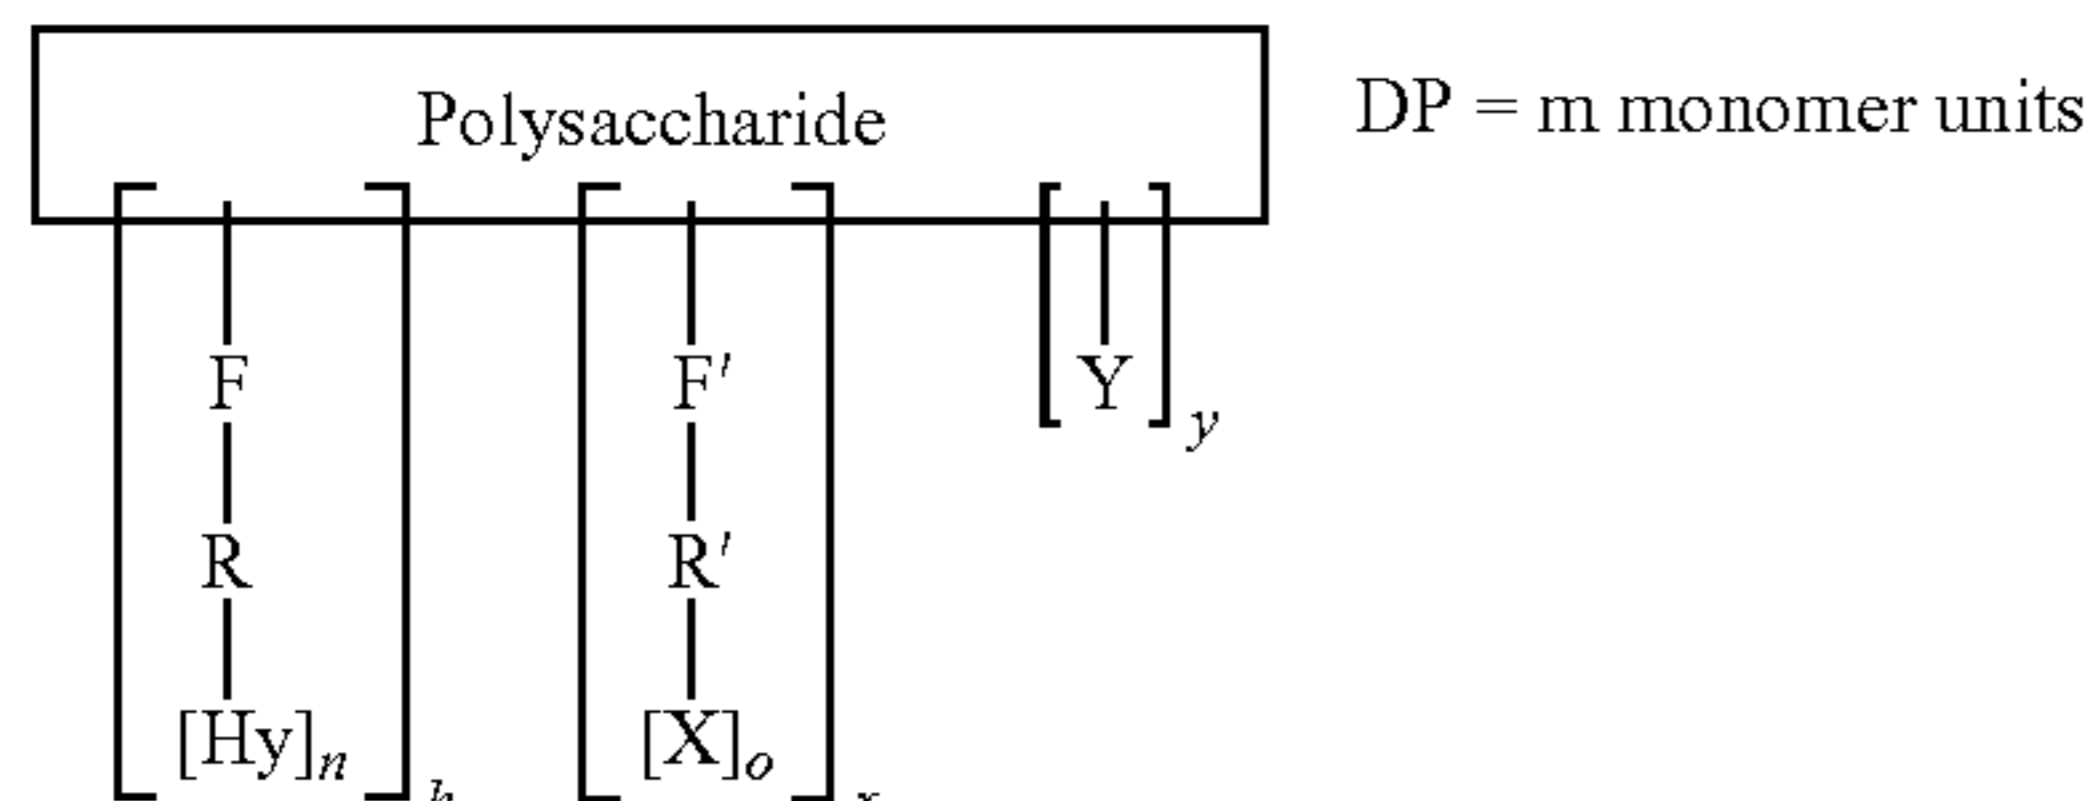 Polysaccharide DP = m monomer units
F F′ Y y
R R′
[Hy]n [X]o